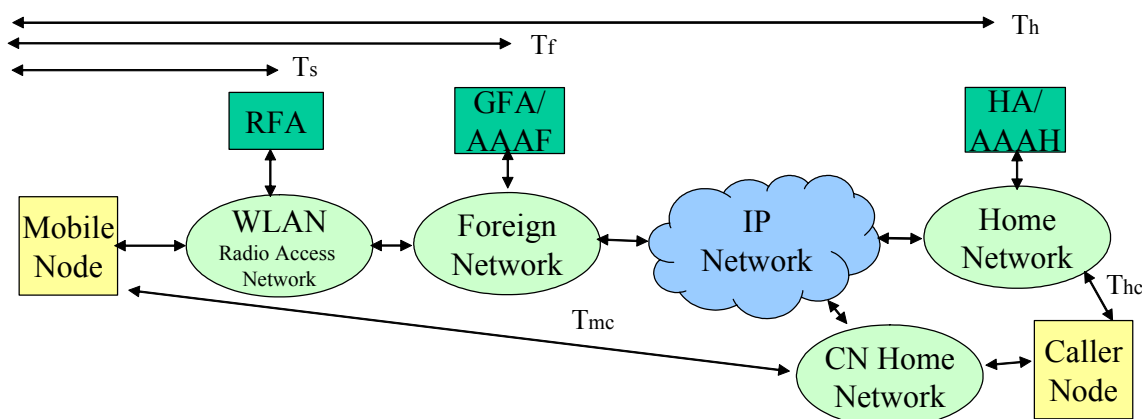 Th
Tf
Ts
RFA
GFA/
AAAF
HA/
AAAH
Mobile
Node
WLAN
Radio Access
Network
Foreign
Network
IP
Network
Home
Network
Thc
Tmc
CN Home
Network
Caller
Node